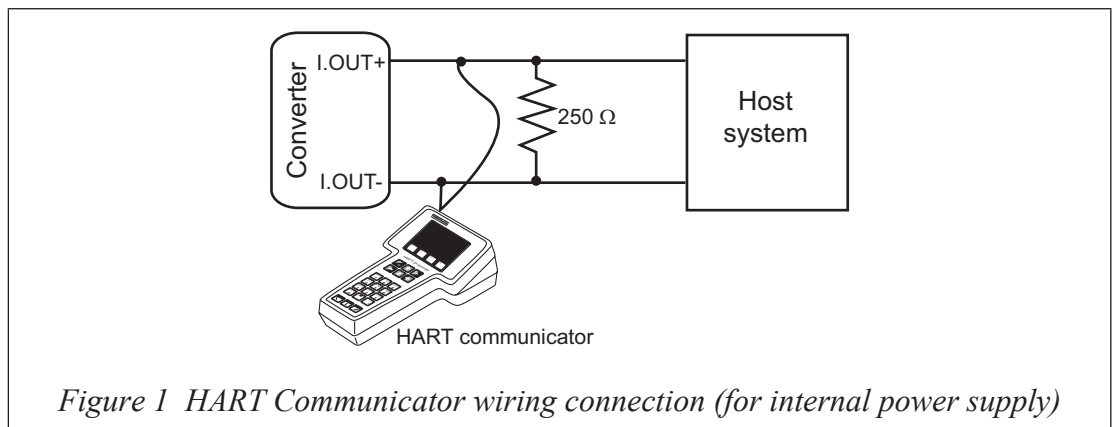 Converter
I.OUT+
I.OUT-
250 Ω
Host
system
HART communicator
Figure 1 HART Communicator wiring connection (for internal power supply)